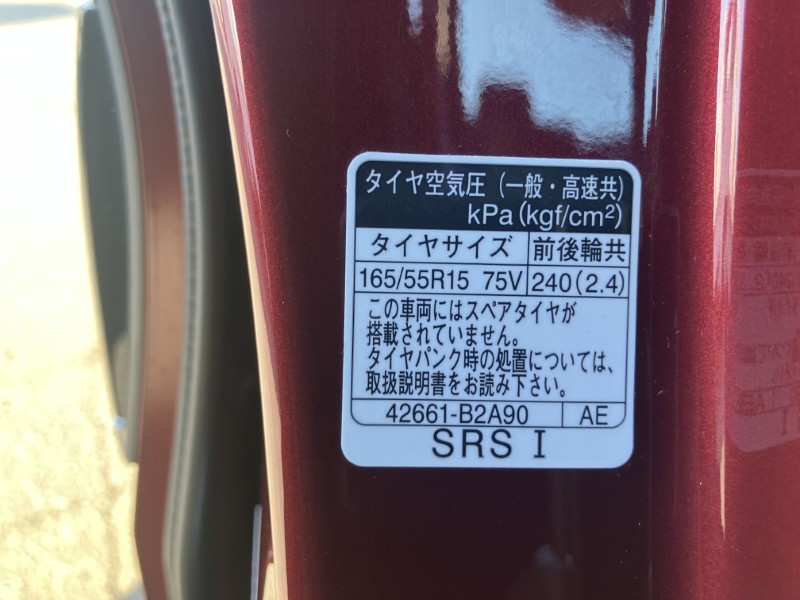 タイヤ空気圧（一般・高速共）
kPa(kgf/cm²)
タイヤサイズ 前後輪共
165/55R15 75V 240(2.4)
この車両にはスペアタイヤが
搭載されていません。
タイヤパンク時の処置については、
取扱説明書をお読み下さい。
42661-B2A90 AE
SRS I